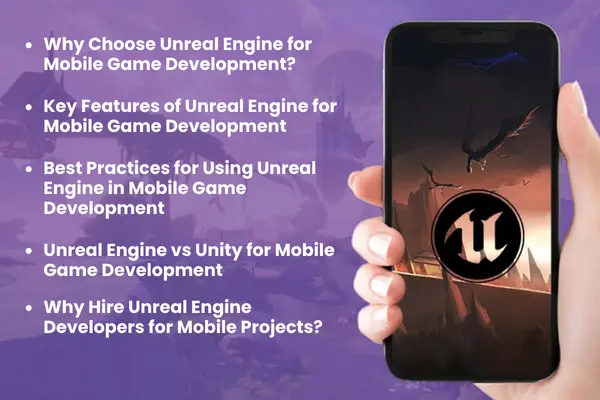 • Why Choose Unreal Engine for
Mobile Game Development?
• Key Features of Unreal Engine for
Mobile Game Development
• Best Practices for Using Unreal
Engine in Mobile Game
Development
• Unreal Engine vs Unity for Mobile
Game Development
• Why Hire Unreal Engine
Developers for Mobile Projects?